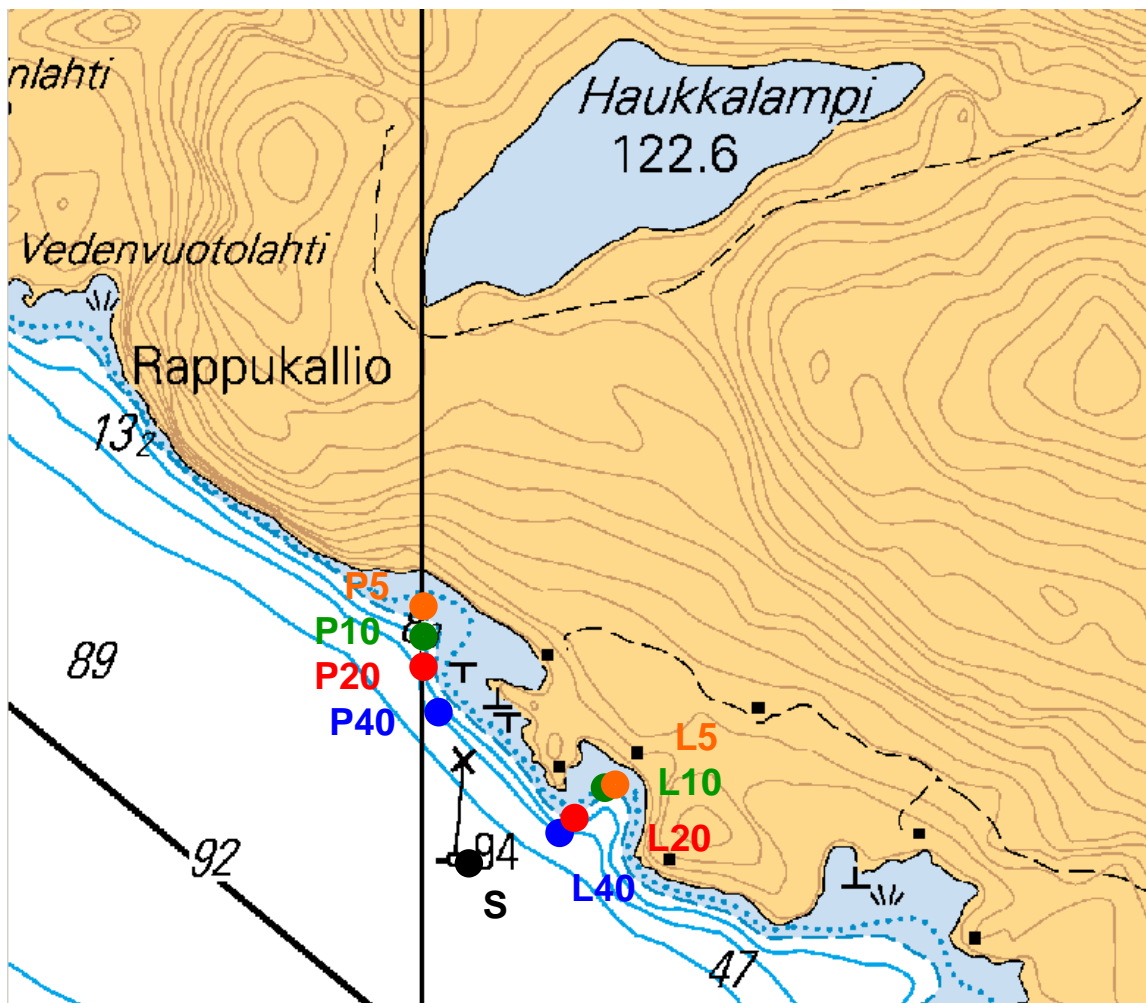 nlahti
Haukkalampi
122.6
Vedenvuotolahti
Rappukallio
13₂
P5
P10
P20
89
P40
L5
L10
L20
94
92
L40
S
47